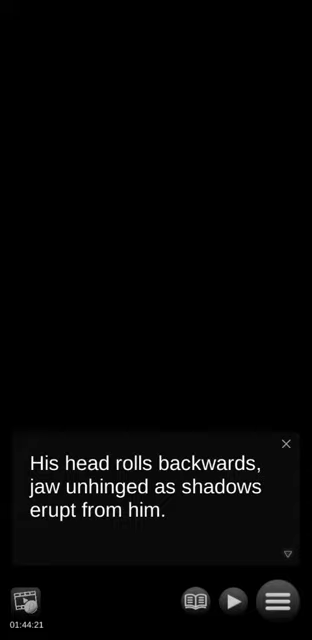 His head rolls backwards,
jaw unhinged as shadows
erupt from him.
01:44:21